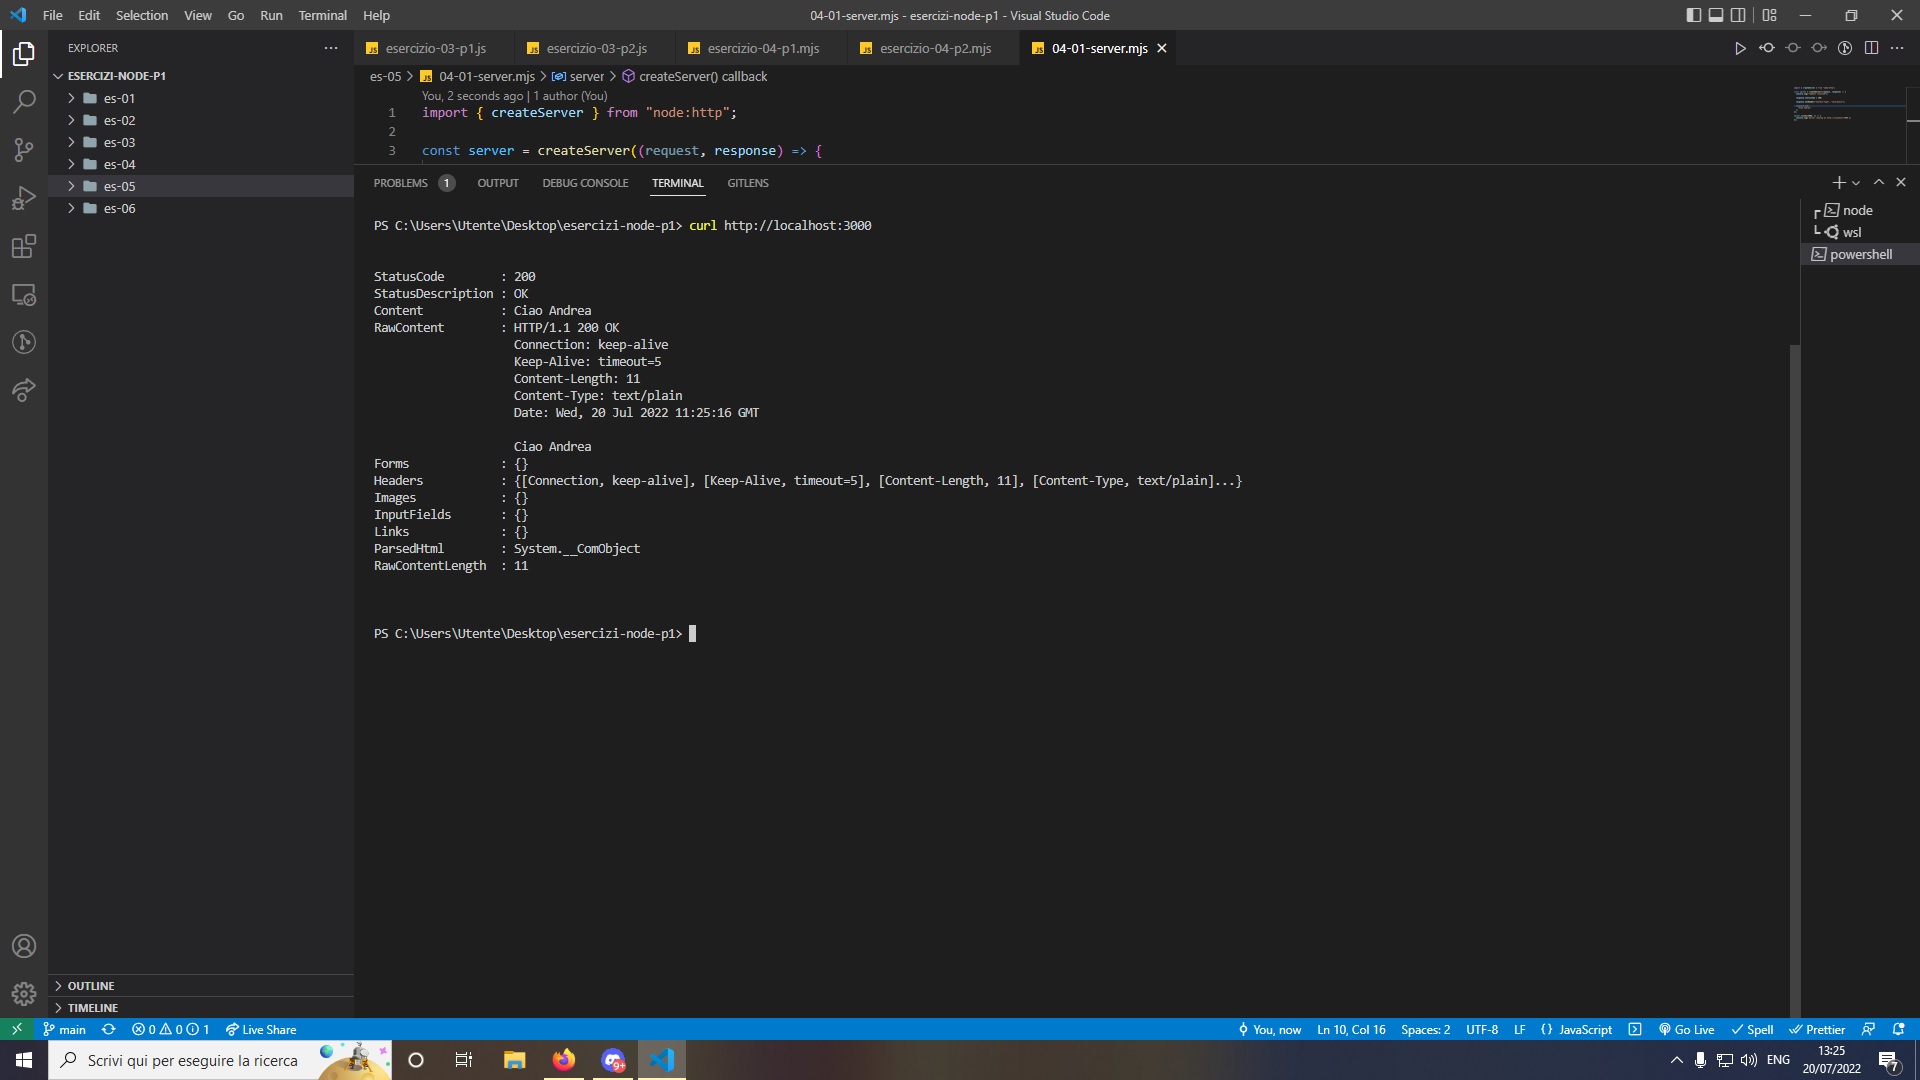 File Edit Selection View Go Run Terminal Help
04-01-server.mjs - esercizi-node-p1 - Visual Studio Code
EXPLORER
ESERCIZI-NODE-P1
es-01
es-02
es-03
es-04
es-05
es-06
OUTLINE
TIMELINE
esercizio-03-p1.js esercizio-03-p2.js esercizio-04-p1.mjs esercizio-04-p2.mjs 04-01-server.mjs
es-05 > 04-01-server.mjs > server > createServer() callback
You, 2 seconds ago | 1 author (You)
1 import { createServer } from "node:http";
2
3 const server = createServer((request, response) => {
PROBLEMS 1 OUTPUT DEBUG CONSOLE TERMINAL GITLENS
node
wsl
powershell
PS C:\Users\Utente\Desktop\esercizi-node-p1> curl http://localhost:3000
StatusCode : 200
StatusDescription : OK
Content : Ciao Andrea
RawContent : HTTP/1.1 200 OK
Connection: keep-alive
Keep-Alive: timeout=5
Content-Length: 11
Content-Type: text/plain
Date: Wed, 20 Jul 2022 11:25:16 GMT
Ciao Andrea
Forms : {}
Headers : {[Connection, keep-alive], [Keep-Alive, timeout=5], [Content-Length, 11], [Content-Type, text/plain]...}
Images : {}
InputFields : {}
Links : {}
ParsedHtml : System.__ComObject
RawContentLength : 11
PS C:\Users\Utente\Desktop\esercizi-node-p1>
main 0 0 1 Live Share You, now Ln 10, Col 16 Spaces: 2 UTF-8 LF {} JavaScript Go Live Spell Prettier
Scrivi qui per eseguire la ricerca
9+
ENG
13:25
20/07/2022
7